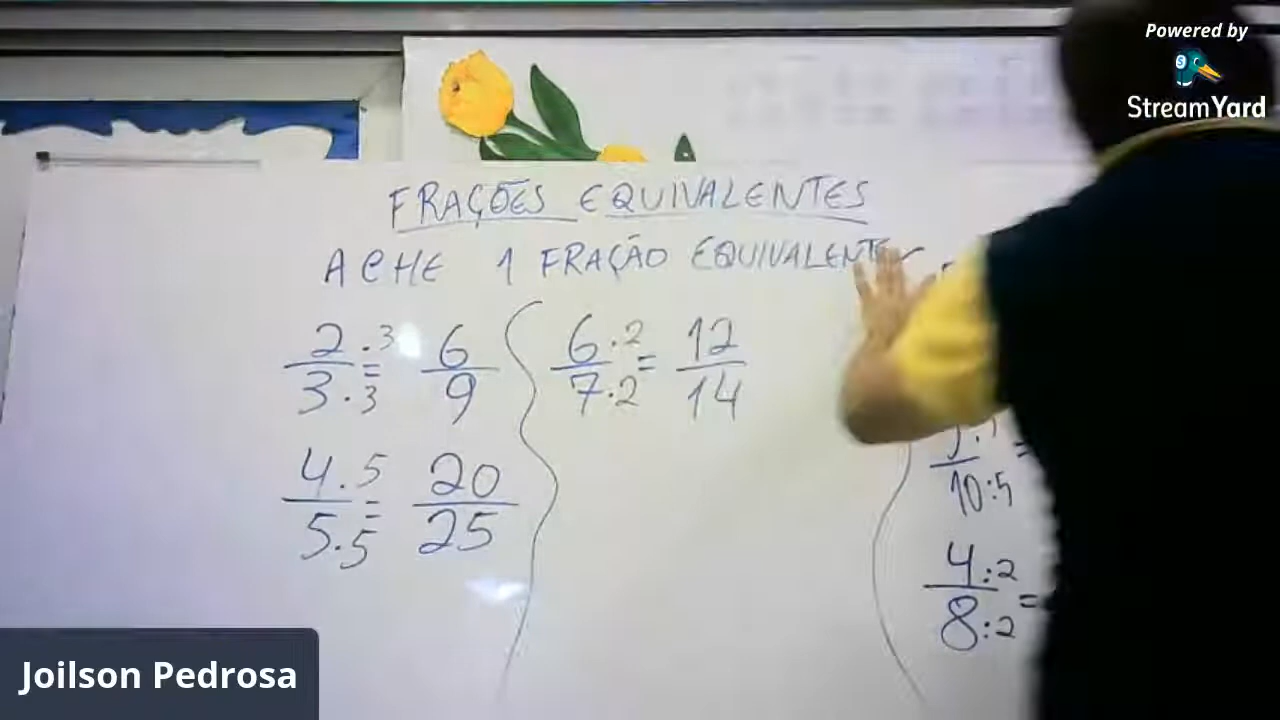 Powered by
StreamYard
FRAÇÕES EQUIVALENTES
ACHE 1 FRAÇÃO EQUIVALENTE
2 . 3 = 6
3 . 3 9
6 . 2 = 12
7 . 2 14
4 . 5 = 20
5 . 5 25
10 : 5
4 : 2 =
8 : 2
Joilson Pedrosa